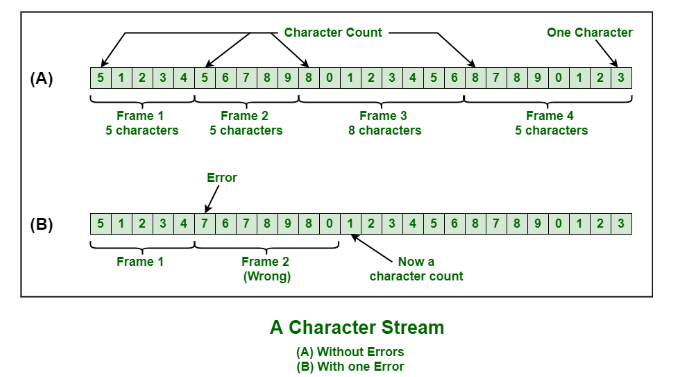 Character Count
One Character
(A) 5 1 2 3 4 5 6 7 8 9 8 0 1 2 3 4 5 6 8 7 8 9 0 1 2 3
Frame 1 Frame 2 Frame 3 Frame 4
5 characters 5 characters 8 characters 5 characters
Error
(B) 5 1 2 3 4 7 6 7 8 9 8 0 1 2 3 4 5 6 8 7 8 9 0 1 2 3
Frame 1 Frame 2 Now a
(Wrong) character count
A Character Stream
(A) Without Errors
(B) With one Error